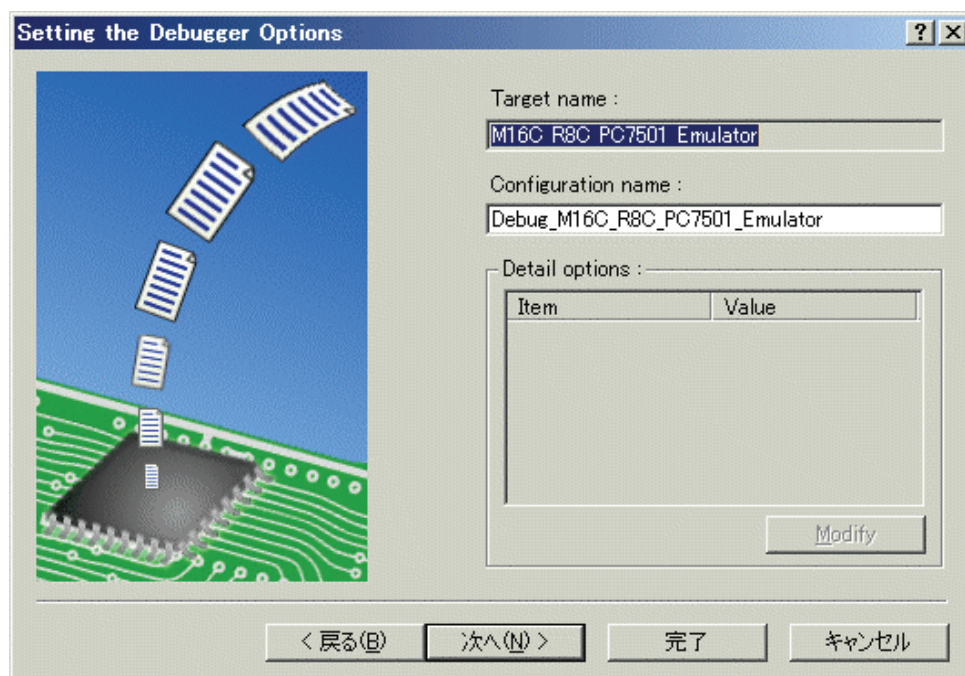 Setting the Debugger Options
Target name :
M16C R8C PC7501 Emulator
Configuration name :
Debug_M16C_R8C_PC7501_Emulator
Detail options :
Item Value
Modify
< 戻る(B) 次へ(N) > 完了 キャンセル